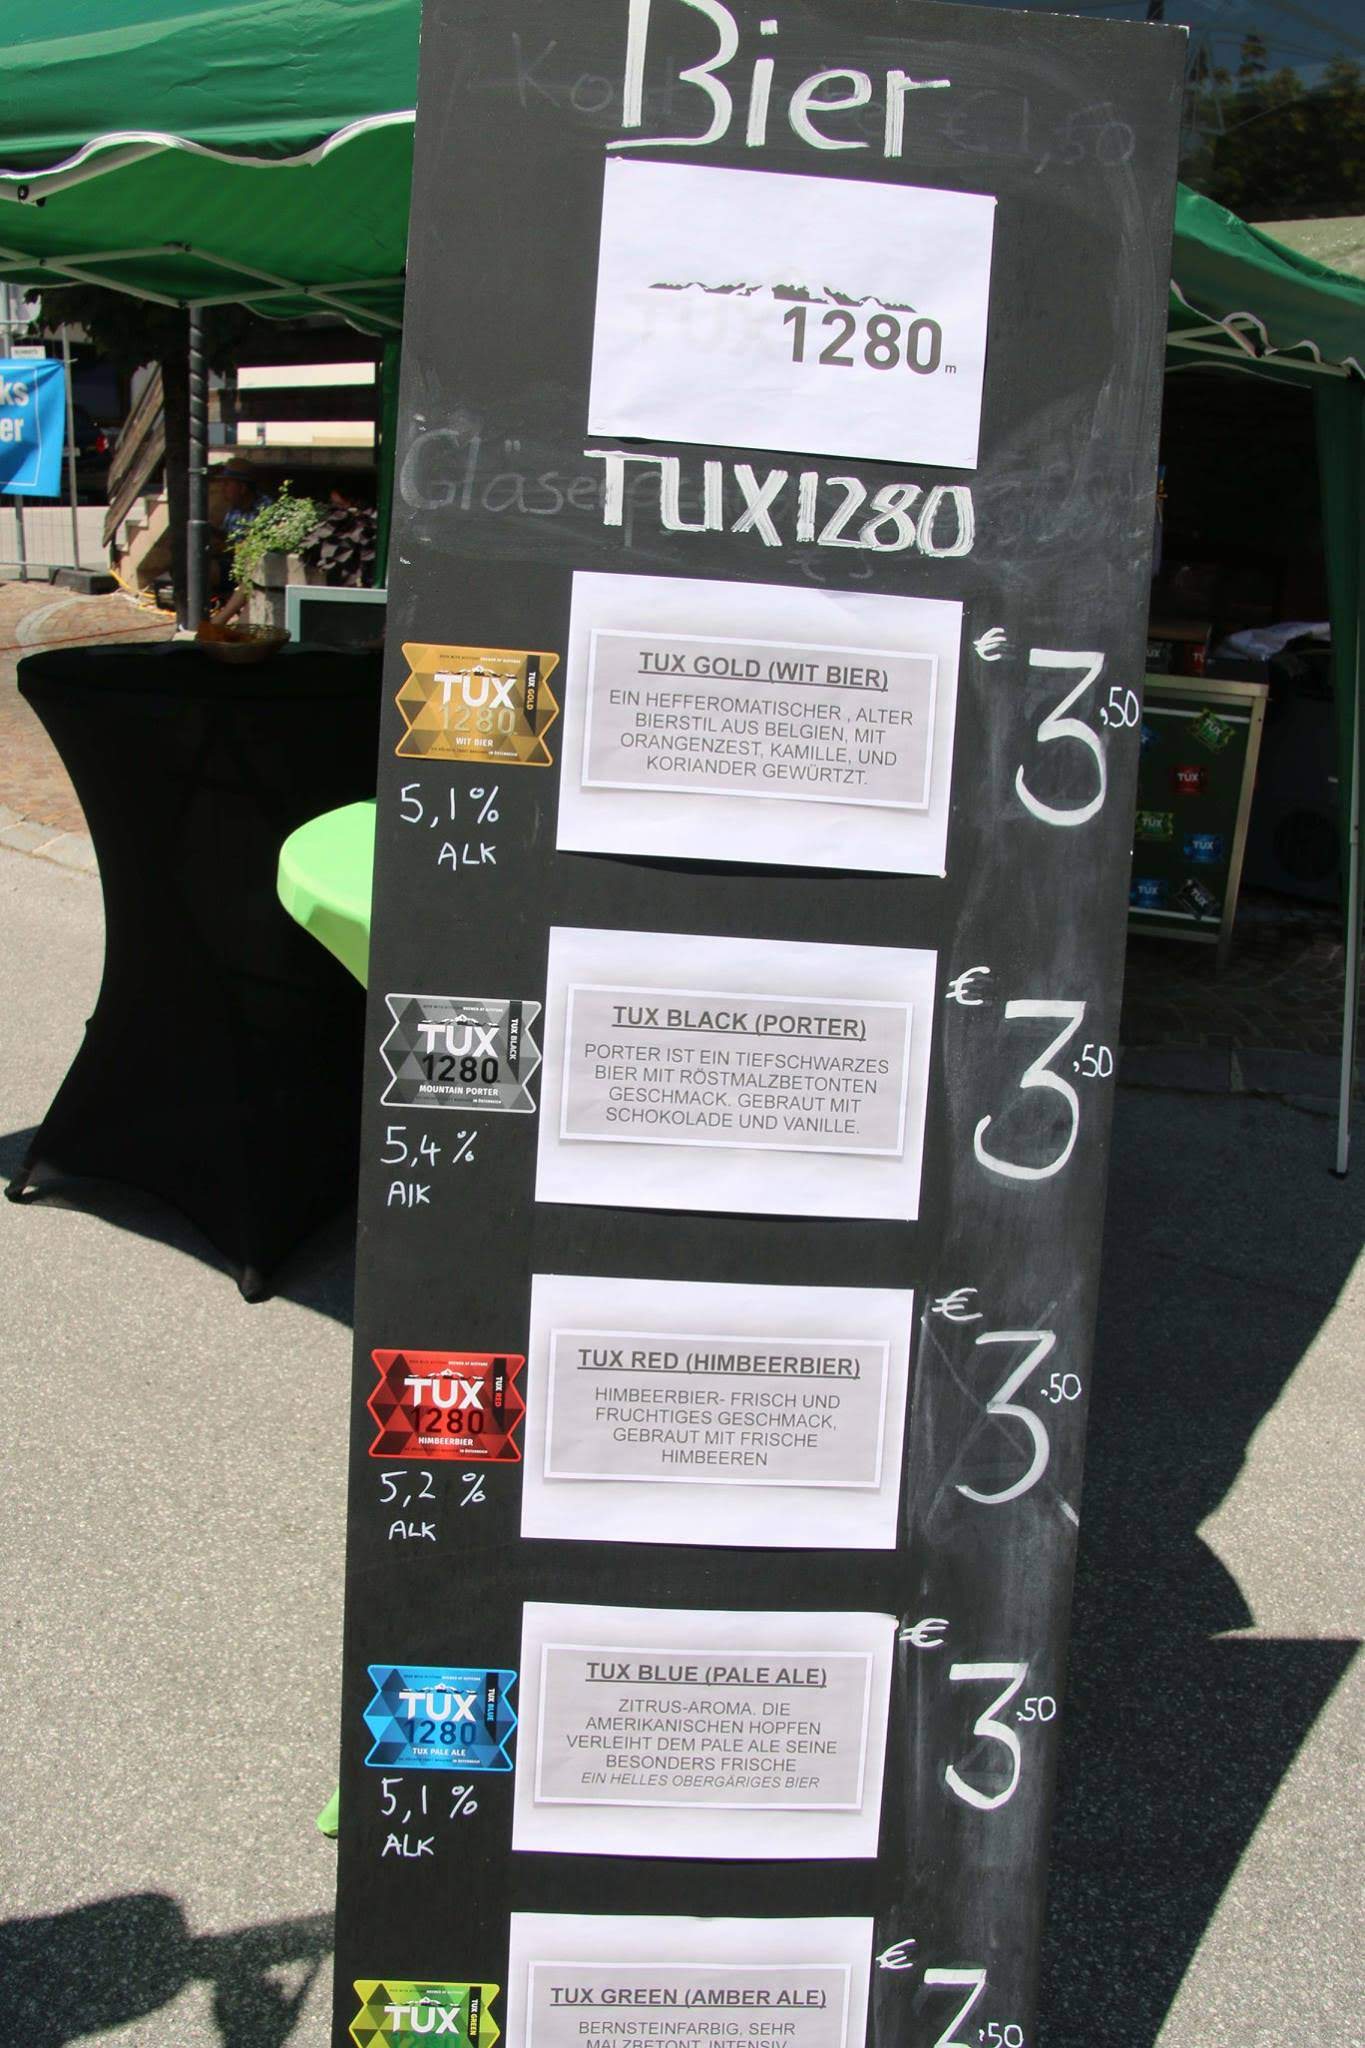 Bier
TUX
1280 m
TUX1280
ks
er
TUX GOLD (WIT BIER)
EIN HEFFEROMATISCHER , ALTER
BIERSTIL AUS BELGIEN, MIT
ORANGENZEST, KAMILLE, UND
KORIANDER GEWÜRTZT.
€ 3,50
TUX
1280
WIT BIER
TUX GOLD
5,1%
ALK
TUX BLACK (PORTER)
PORTER IST EIN TIEFSCHWARZES
BIER MIT RÖSTMALZBETONTEN
GESCHMACK. GEBRAUT MIT
SCHOKOLADE UND VANILLE.
€ 3,50
TUX
1280
MOUNTAIN PORTER
TUX BLACK
5,4%
Alk
TUX RED (HIMBEERBIER)
HIMBEERBIER- FRISCH UND
FRUCHTIGES GESCHMACK,
GEBRAUT MIT FRISCHE
HIMBEEREN
€ 3,50
TUX
1280
HIMBEERBIER
TUX RED
5,2 %
ALK
TUX BLUE (PALE ALE)
ZITRUS-AROMA. DIE
AMERIKANISCHEN HOPFEN
VERLEIHT DEM PALE ALE SEINE
BESONDERS FRISCHE
EIN HELLES OBERGÄRIGES BIER
€ 3,50
TUX
1280
TUX PALE ALE
TUX BLUE
5,1 %
ALK
TUX GREEN (AMBER ALE)
BERNSTEINFARBIG, SEHR
MALZBETONT, INTENSIV
€ 3,50
TUX
1280
TUX GREEN